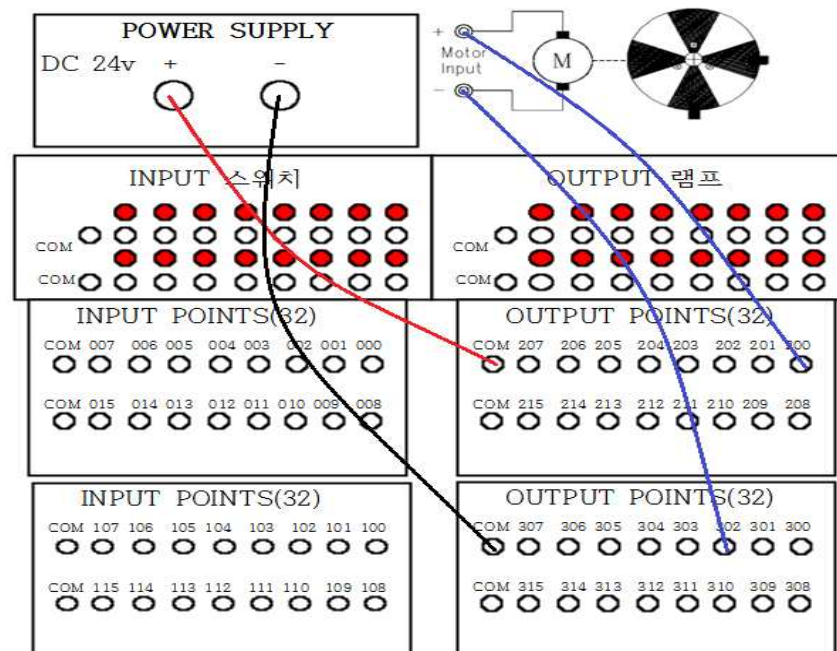 POWER SUPPLY
DC 24v + -
+
Motor
Input
-
M
INPUT 스위치
COM
COM
OUTPUT 램프
COM
COM
INPUT POINTS(32)
COM 007 006 005 004 003 002 001 000
COM 015 014 013 012 011 010 009 008
OUTPUT POINTS(32)
COM 207 206 205 204 203 202 201 200
COM 215 214 213 212 211 210 209 208
INPUT POINTS(32)
COM 107 106 105 104 103 102 101 100
COM 115 114 113 112 111 110 109 108
OUTPUT POINTS(32)
COM 307 306 305 304 303 302 301 300
COM 315 314 313 312 311 310 309 308